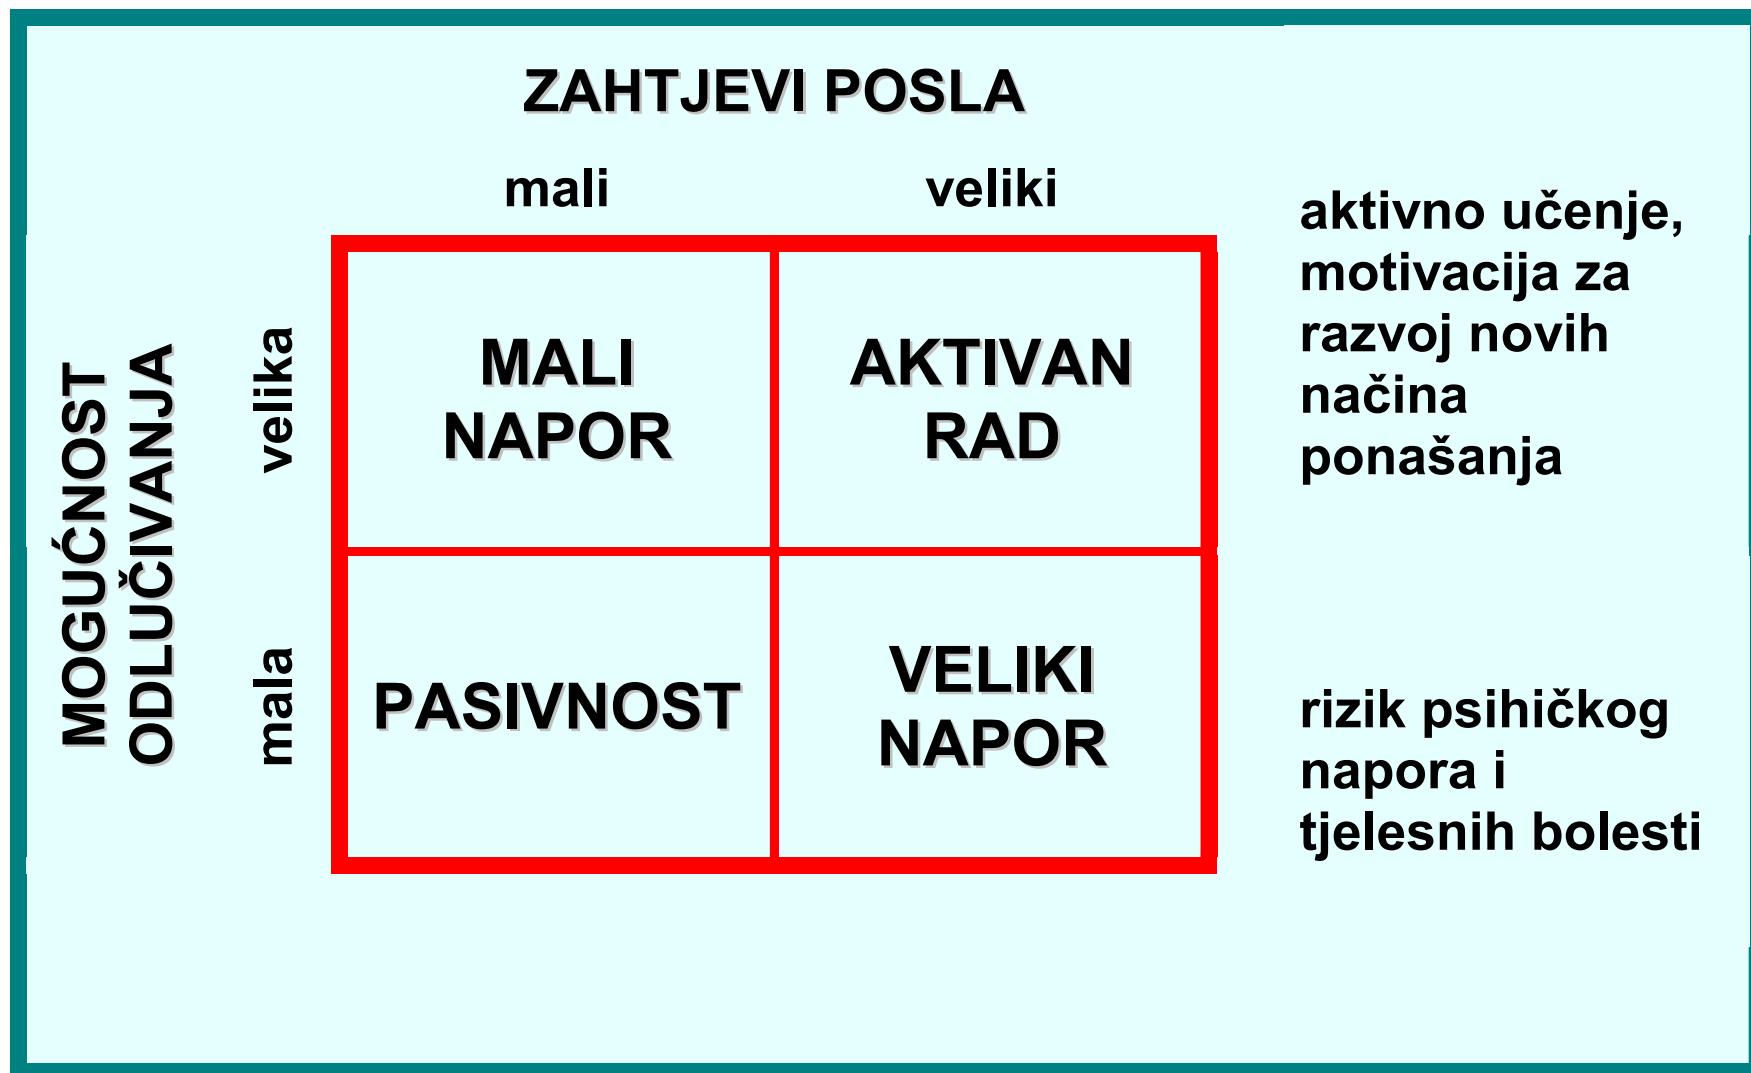 ZAHTJEVI POSLA
mali
veliki
MOGUĆNOST
ODLUČIVANJA
velika
MALI
NAPOR
AKTIVAN
RAD
aktivno učenje,
motivacija za
razvoj novih
načina
ponašanja
mala
PASIVNOST
VELIKI
NAPOR
rizik psihičkog
napora i
tjelesnih bolesti